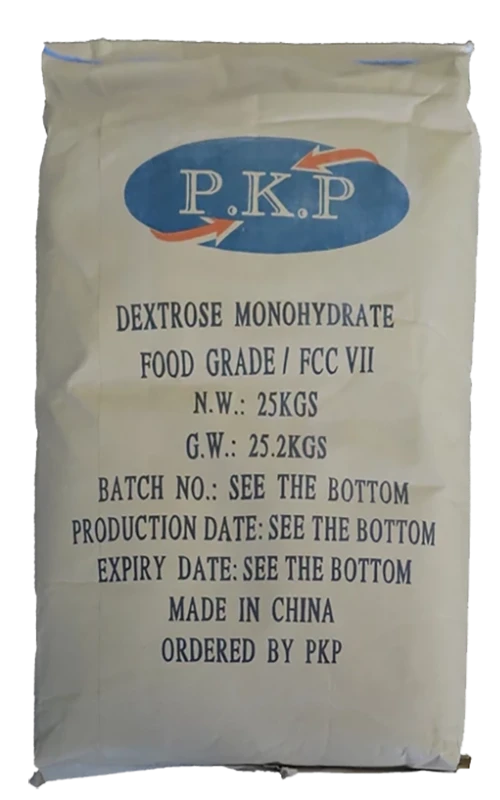 P.K.P
DEXTROSE MONOHYDRATE
FOOD GRADE / FCC VII
N.W.: 25KGS
G.W.: 25.2KGS
BATCH NO.: SEE THE BOTTOM
PRODUCTION DATE: SEE THE BOTTOM
EXPIRY DATE: SEE THE BOTTOM
MADE IN CHINA
ORDERED BY PKP